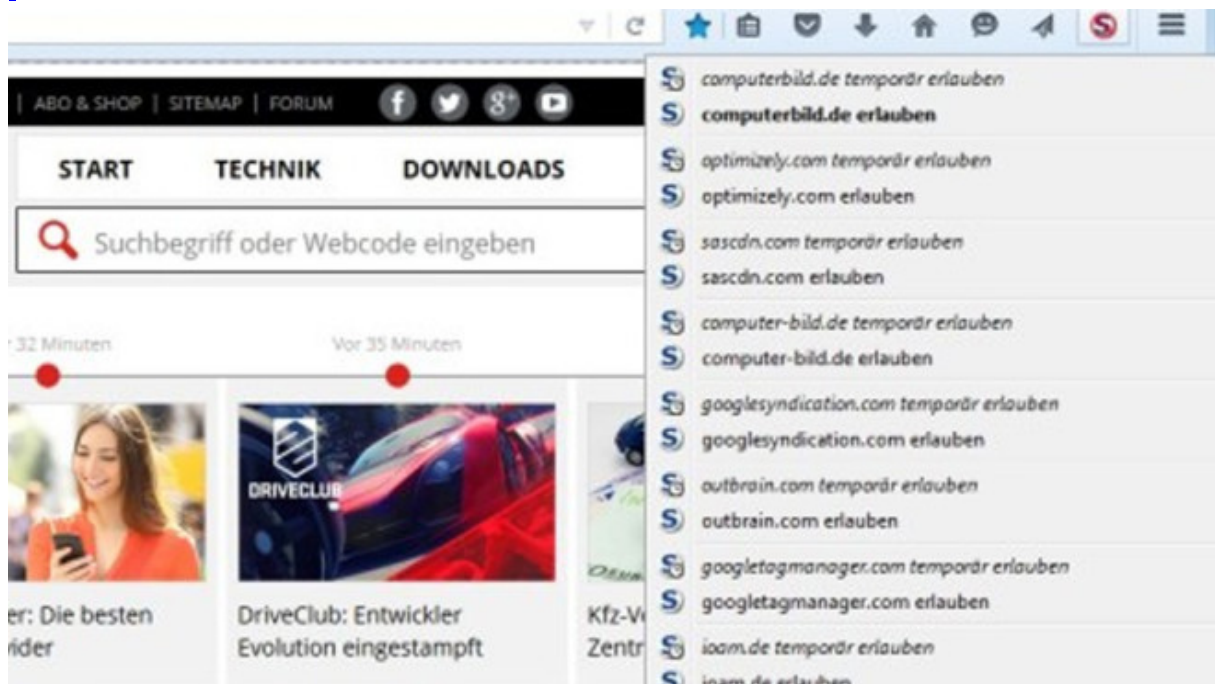 | ABO & SHOP | SITEMAP | FORUM
START TECHNIK DOWNLOADS
Suchbegriff oder Webcode eingeben
32 Minuten
Vor 35 Minuten
DRIVECLUB
er: Die besten
vider
DriveClub: Entwickler
Evolution eingestampft
Kfz-Ve
Zentr
computerbild.de temporär erlauben
computerbild.de erlauben
optimizely.com temporär erlauben
optimizely.com erlauben
sascdn.com temporär erlauben
sascdn.com erlauben
computer-bild.de temporär erlauben
computer-bild.de erlauben
googlesyndication.com temporär erlauben
googlesyndication.com erlauben
outbrain.com temporär erlauben
outbrain.com erlauben
googletagmanager.com temporär erlauben
googletagmanager.com erlauben
ioam.de temporär erlauben
ioam.de erlauben